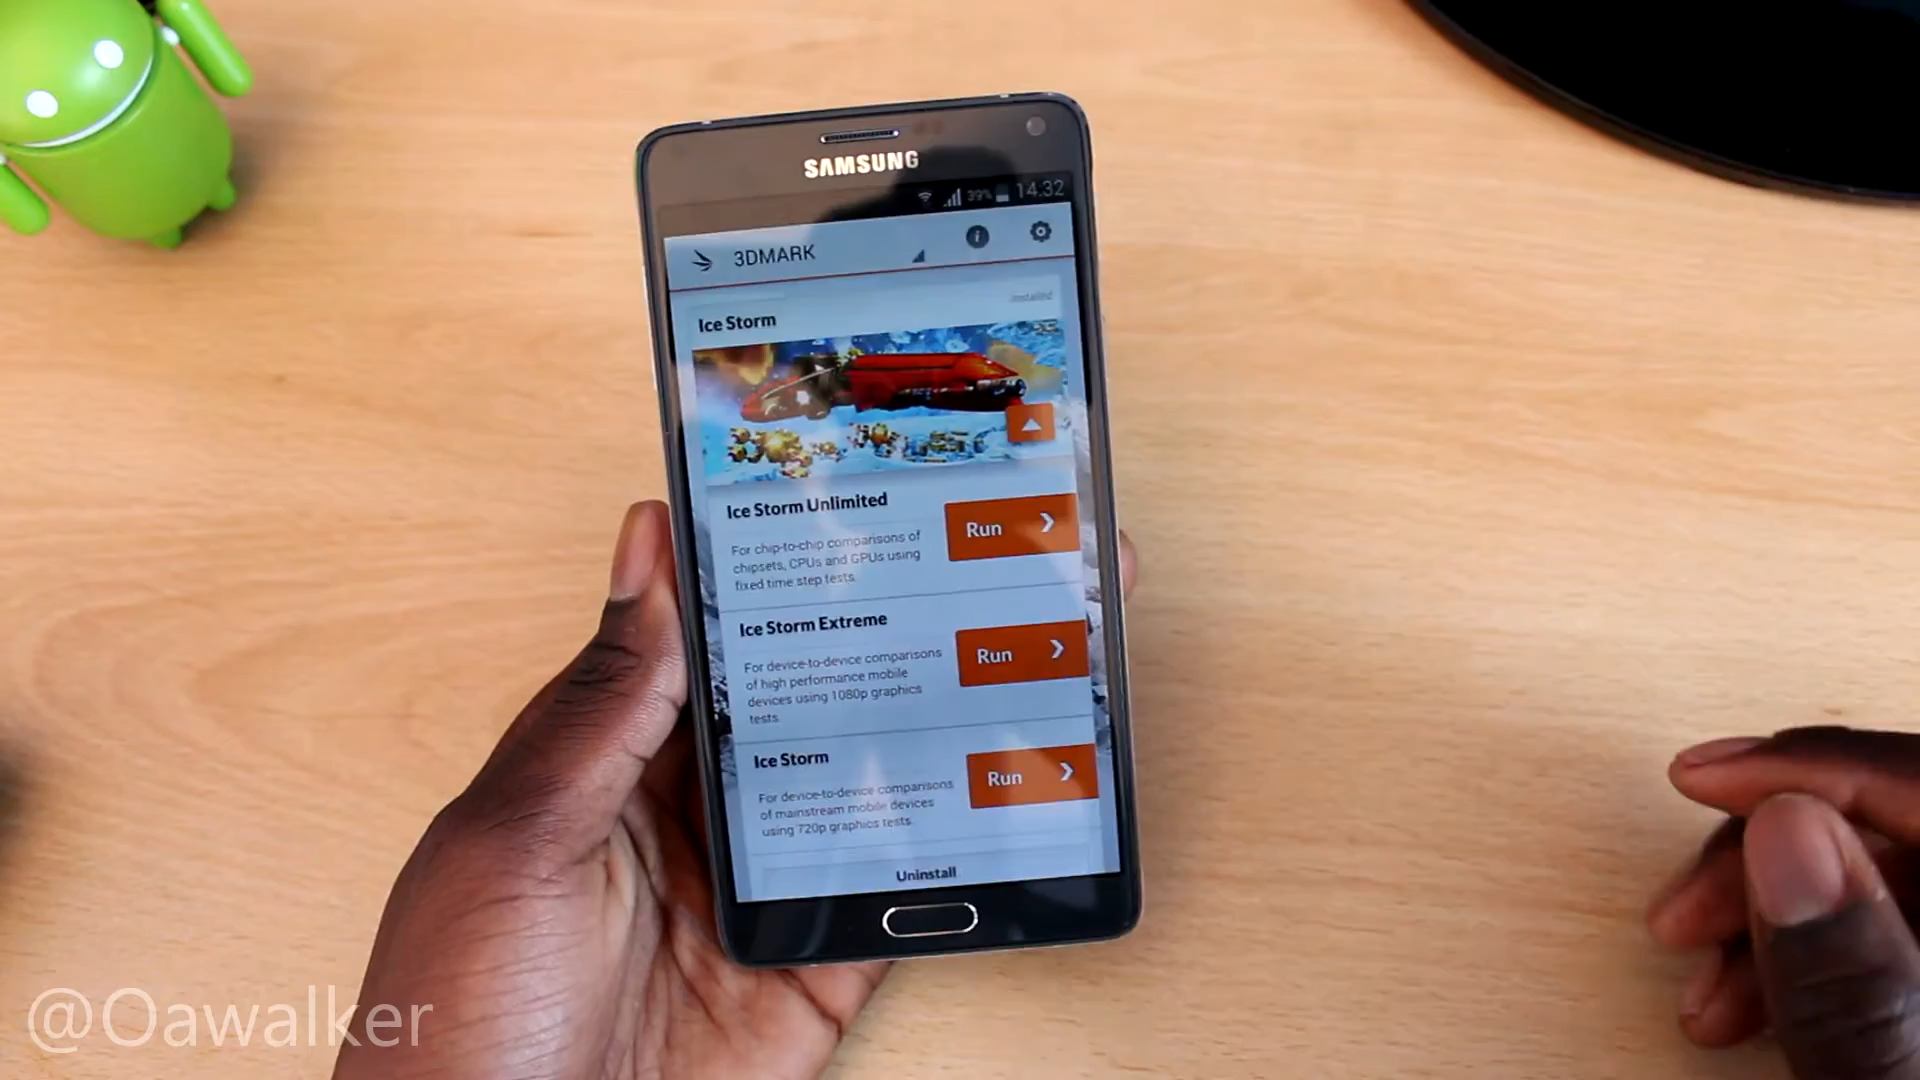 SAMSUNG
39% 14:32
3DMARK
Installed
Ice Storm
Ice Storm Unlimited
Run
For chip-to-chip comparisons of
chipsets, CPUs and GPUs using
fixed time step tests.
Ice Storm Extreme
Run
For device-to-device comparisons
of high performance mobile
devices using 1080p graphics
tests.
Ice Storm
Run
For device-to-device comparisons
of mainstream mobile devices
using 720p graphics tests.
Uninstall
@Oawalker